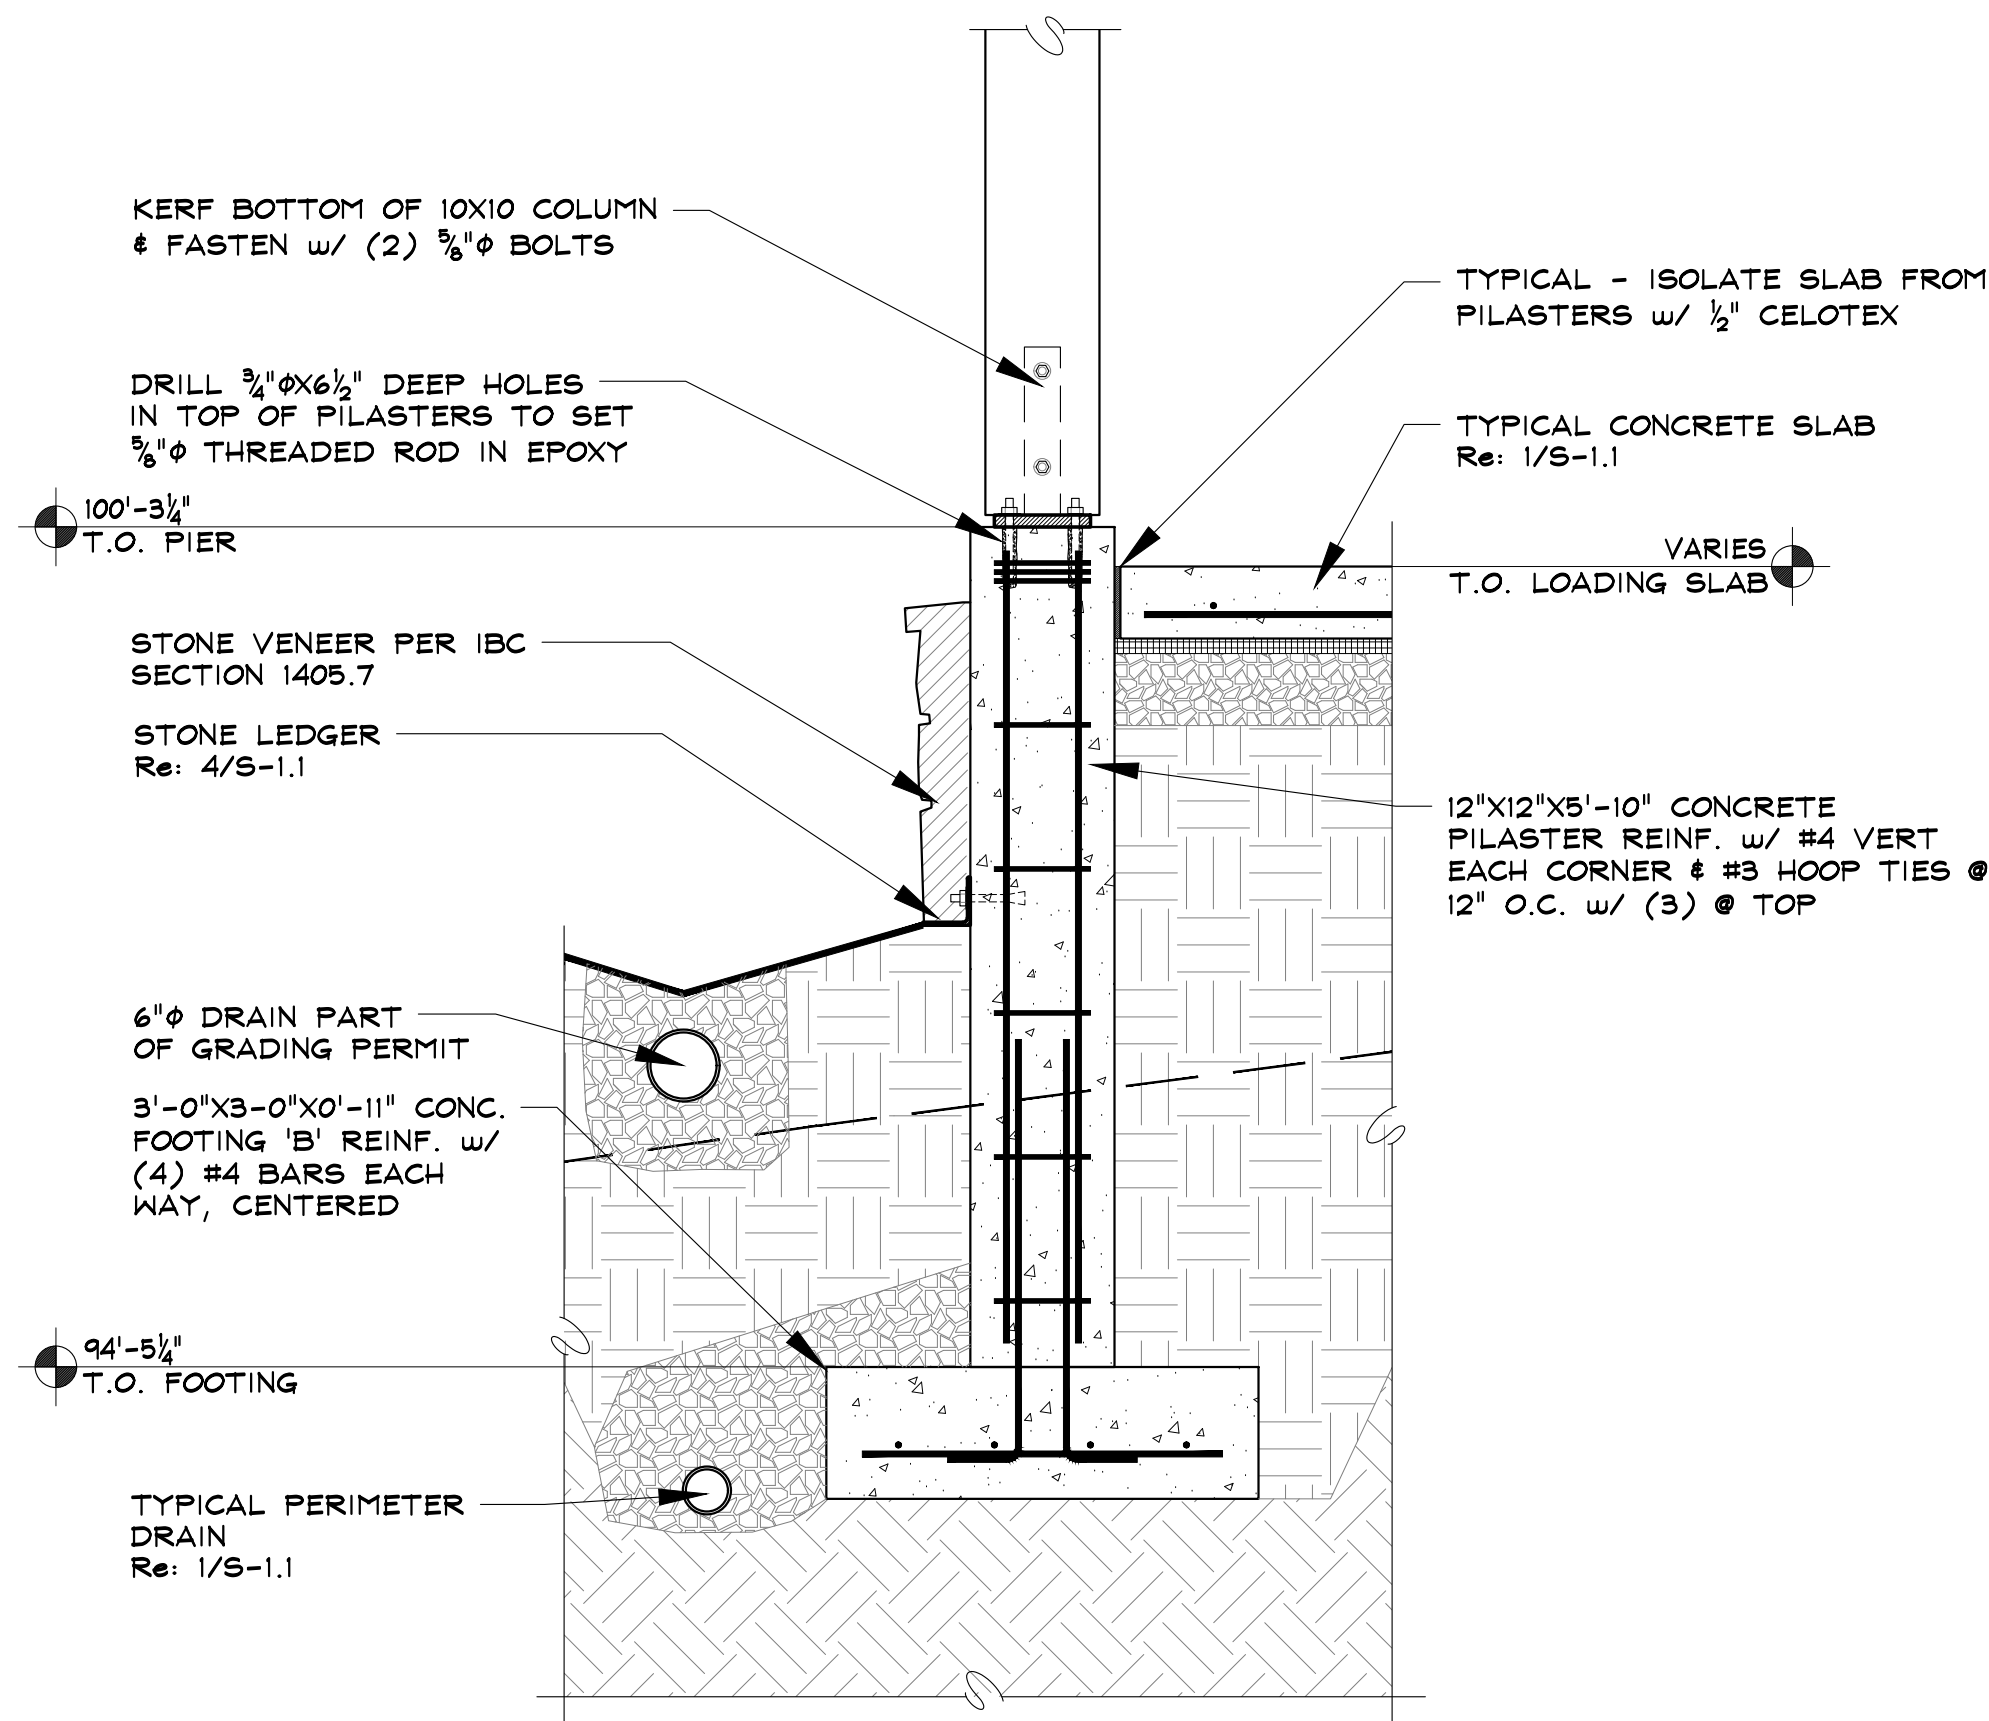 KERF BOTTOM OF 10X10 COLUMN
& FASTEN w/ (2) ⅝"φ BOLTS
DRILL ¾"φX6½" DEEP HOLES
IN TOP OF PILASTERS TO SET
⅝"φ THREADED ROD IN EPOXY
100'-3¼"
T.O. PIER
STONE VENEER PER IBC
SECTION 1405.7
STONE LEDGER
Re: 4/S-1.1
6"φ DRAIN PART
OF GRADING PERMIT
3'-0"X3-0"X0'-11" CONC.
FOOTING 'B' REINF. w/
(4) #4 BARS EACH
WAY, CENTERED
94'-5¼"
T.O. FOOTING
TYPICAL PERIMETER
DRAIN
Re: 1/S-1.1
TYPICAL - ISOLATE SLAB FROM
PILASTERS w/ ½" CELOTEX
TYPICAL CONCRETE SLAB
Re: 1/S-1.1
VARIES
T.O. LOADING SLAB
12"X12"X5'-10" CONCRETE
PILASTER REINF. w/ #4 VERT
EACH CORNER & #3 HOOP TIES @
12" O.C. w/ (3) @ TOP